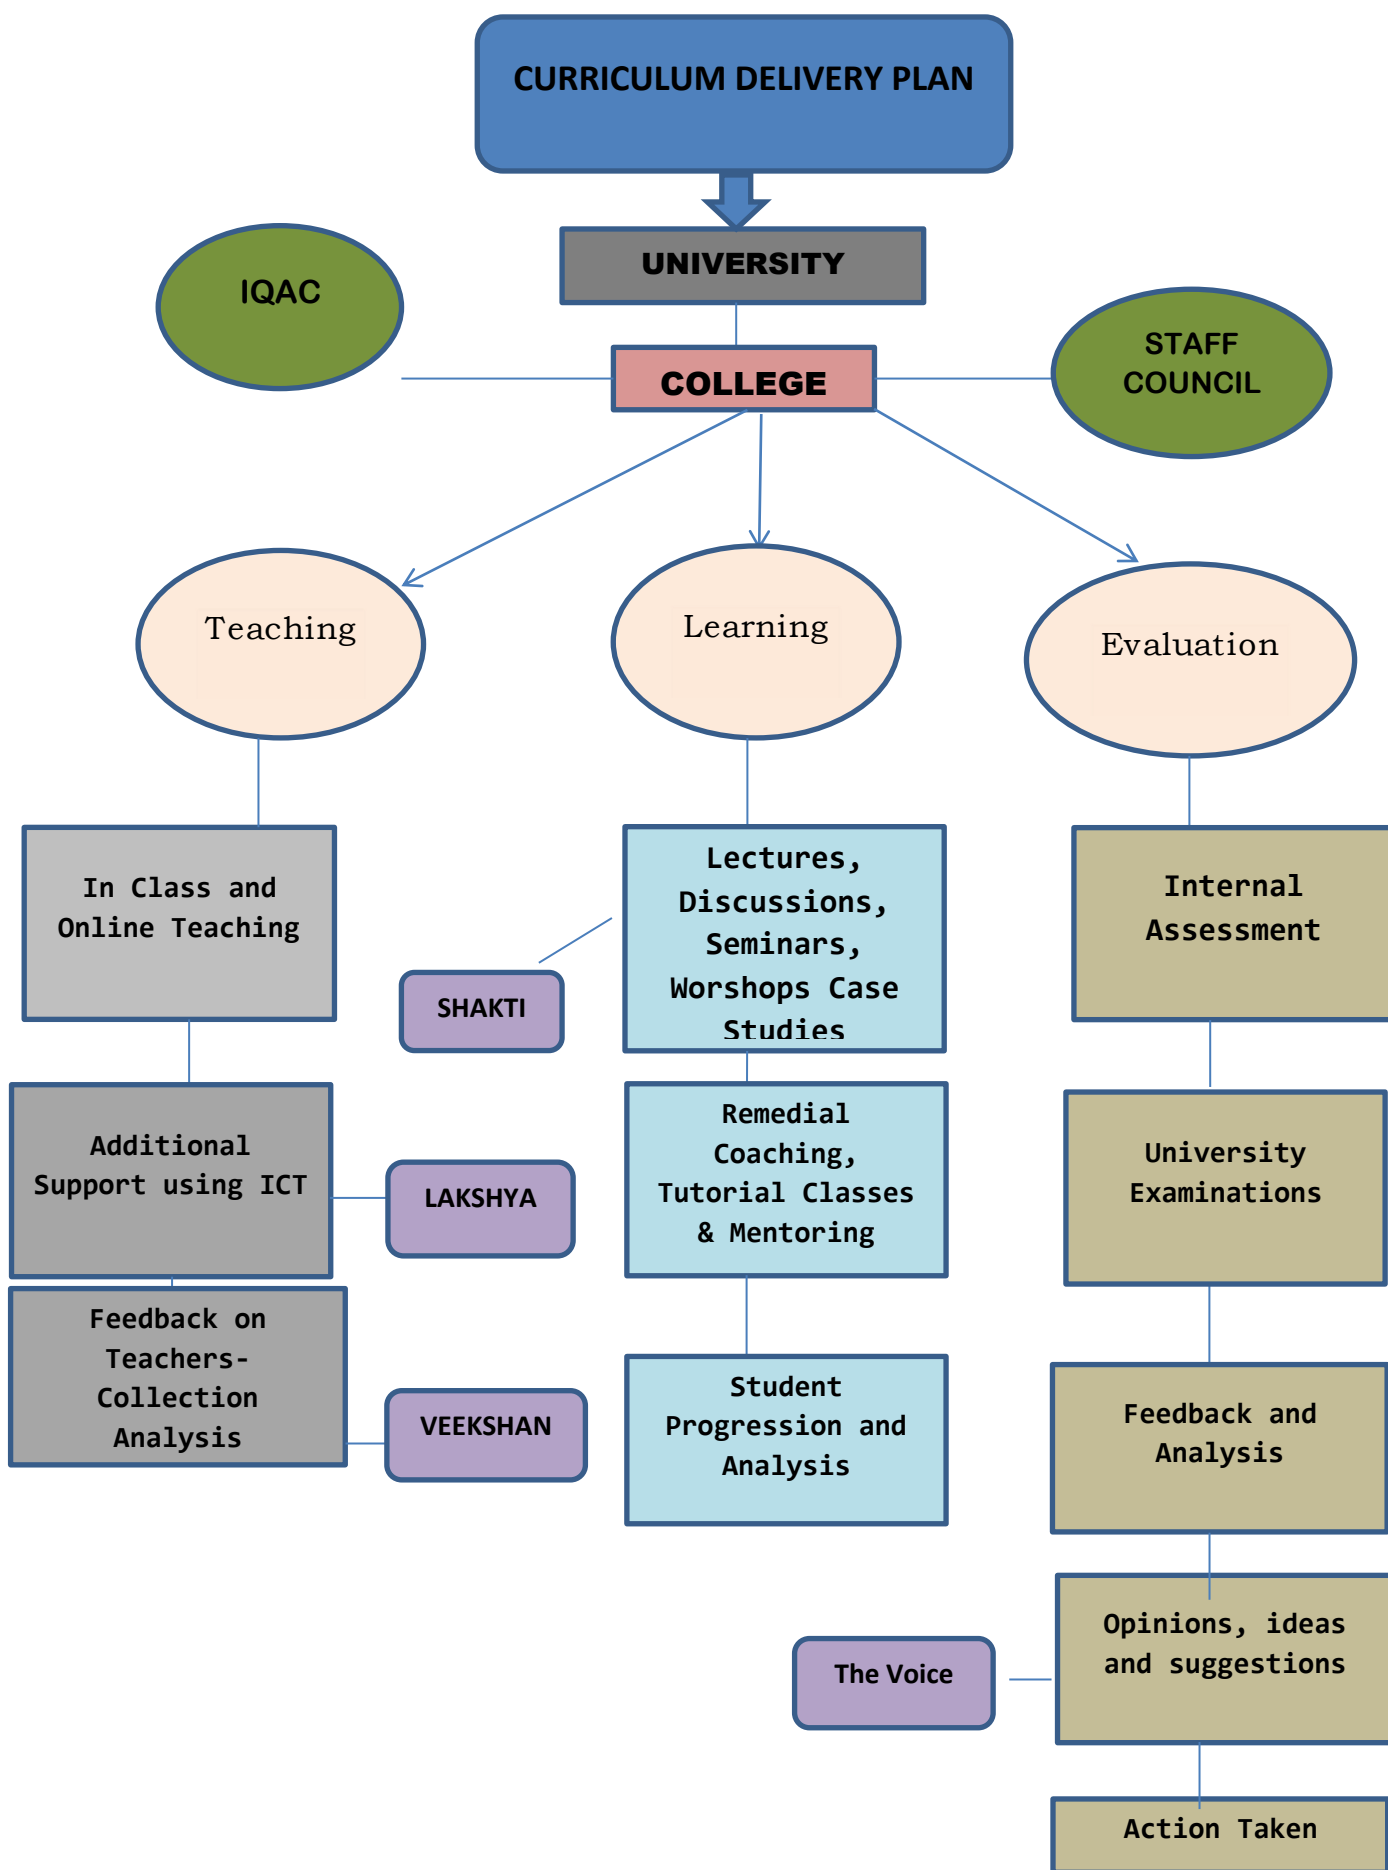 CURRICULUM DELIVERY PLAN
UNIVERSITY
IQAC
COLLEGE
STAFF
COUNCIL
Teaching
Learning
Evaluation
In Class and
Online Teaching
Additional
Support using ICT
LAKSHYA
Feedback on
Teachers-
Collection
Analysis
VEEKSHAN
Lectures,
Discussions,
Seminars,
Worshops Case
Studies
SHAKTI
Remedial
Coaching,
Tutorial Classes
& Mentoring
Student
Progression and
Analysis
Internal
Assessment
University
Examinations
Feedback and
Analysis
Opinions, ideas
and suggestions
The Voice
Action Taken